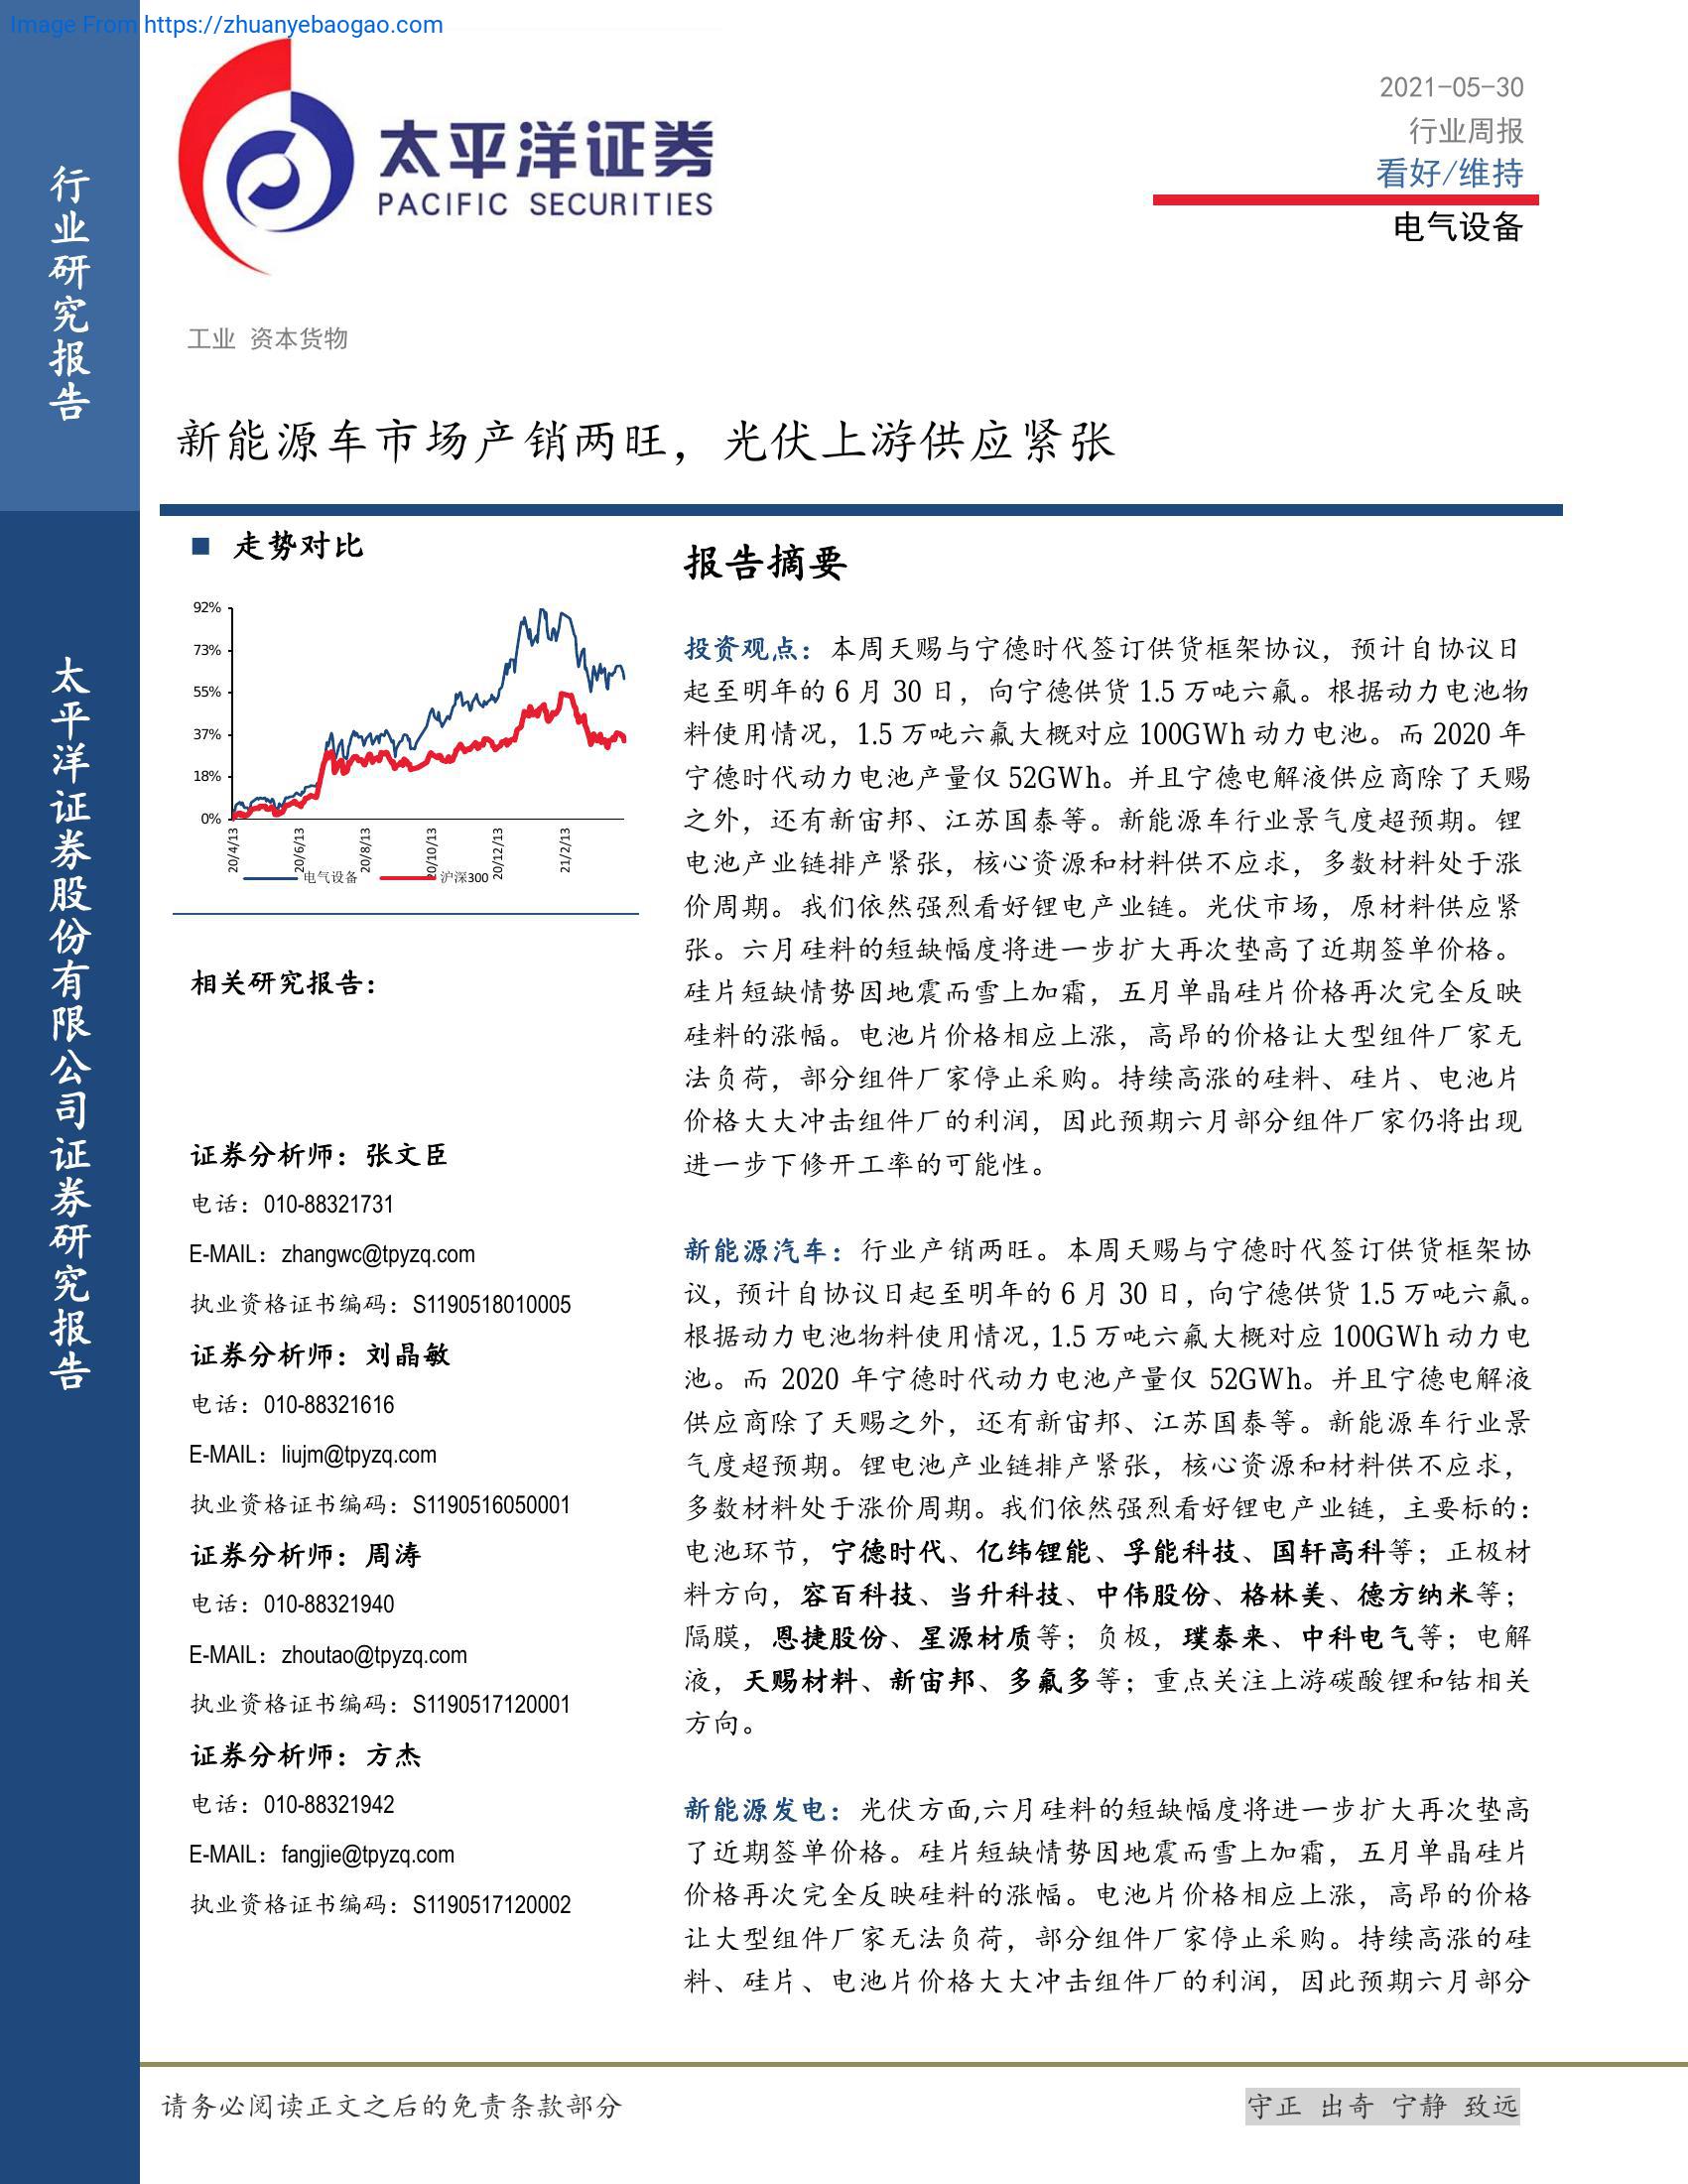 Image From https://zhuanyebaogao.com
行业研究报告
太平洋证券股份有限公司证券研究报告
太平洋证券
PACIFIC SECURITIES
2021-05-30
行业周报
看好/维持
电气设备
工业 资本货物
新能源车市场产销两旺，光伏上游供应紧张
■ 走势对比
92%
73%
55%
37%
18%
0%
20/4/13
20/6/13
20/8/13
20/10/13
20/12/13
21/2/13
电气设备
沪深300
相关研究报告：
证券分析师：张文臣
电话：010-88321731
E-MAIL：zhangwc@tpyzq.com
执业资格证书编码：S1190518010005
证券分析师：刘晶敏
电话：010-88321616
E-MAIL：liujm@tpyzq.com
执业资格证书编码：S1190516050001
证券分析师：周涛
电话：010-88321940
E-MAIL：zhoutao@tpyzq.com
执业资格证书编码：S1190517120001
证券分析师：方杰
电话：010-88321942
E-MAIL：fangjie@tpyzq.com
执业资格证书编码：S1190517120002
报告摘要
投资观点：本周天赐与宁德时代签订供货框架协议，预计自协议日
起至明年的 6 月 30 日，向宁德供货 1.5 万吨六氟。根据动力电池物
料使用情况，1.5 万吨六氟大概对应 100GWh 动力电池。而 2020 年
宁德时代动力电池产量仅 52GWh。并且宁德电解液供应商除了天赐
之外，还有新宙邦、江苏国泰等。新能源车行业景气度超预期。锂
电池产业链排产紧张，核心资源和材料供不应求，多数材料处于涨
价周期。我们依然强烈看好锂电产业链。光伏市场，原材料供应紧
张。六月硅料的短缺幅度将进一步扩大再次垫高了近期签单价格。
硅片短缺情势因地震而雪上加霜，五月单晶硅片价格再次完全反映
硅料的涨幅。电池片价格相应上涨，高昂的价格让大型组件厂家无
法负荷，部分组件厂家停止采购。持续高涨的硅料、硅片、电池片
价格大大冲击组件厂的利润，因此预期六月部分组件厂家仍将出现
进一步下修开工率的可能性。
新能源汽车：行业产销两旺。本周天赐与宁德时代签订供货框架协
议，预计自协议日起至明年的 6 月 30 日，向宁德供货 1.5 万吨六氟。
根据动力电池物料使用情况，1.5 万吨六氟大概对应 100GWh 动力电
池。而 2020 年宁德时代动力电池产量仅 52GWh。并且宁德电解液
供应商除了天赐之外，还有新宙邦、江苏国泰等。新能源车行业景
气度超预期。锂电池产业链排产紧张，核心资源和材料供不应求，
多数材料处于涨价周期。我们依然强烈看好锂电产业链，主要标的：
电池环节，宁德时代、亿纬锂能、孚能科技、国轩高科等；正极材
料方向，容百科技、当升科技、中伟股份、格林美、德方纳米等；
隔膜，恩捷股份、星源材质等；负极，璞泰来、中科电气等；电解
液，天赐材料、新宙邦、多氟多等；重点关注上游碳酸锂和钴相关
方向。
新能源发电：光伏方面,六月硅料的短缺幅度将进一步扩大再次垫高
了近期签单价格。硅片短缺情势因地震而雪上加霜，五月单晶硅片
价格再次完全反映硅料的涨幅。电池片价格相应上涨，高昂的价格
让大型组件厂家无法负荷，部分组件厂家停止采购。持续高涨的硅
料、硅片、电池片价格大大冲击组件厂的利润，因此预期六月部分
请务必阅读正文之后的免责条款部分
守正 出奇 宁静 致远